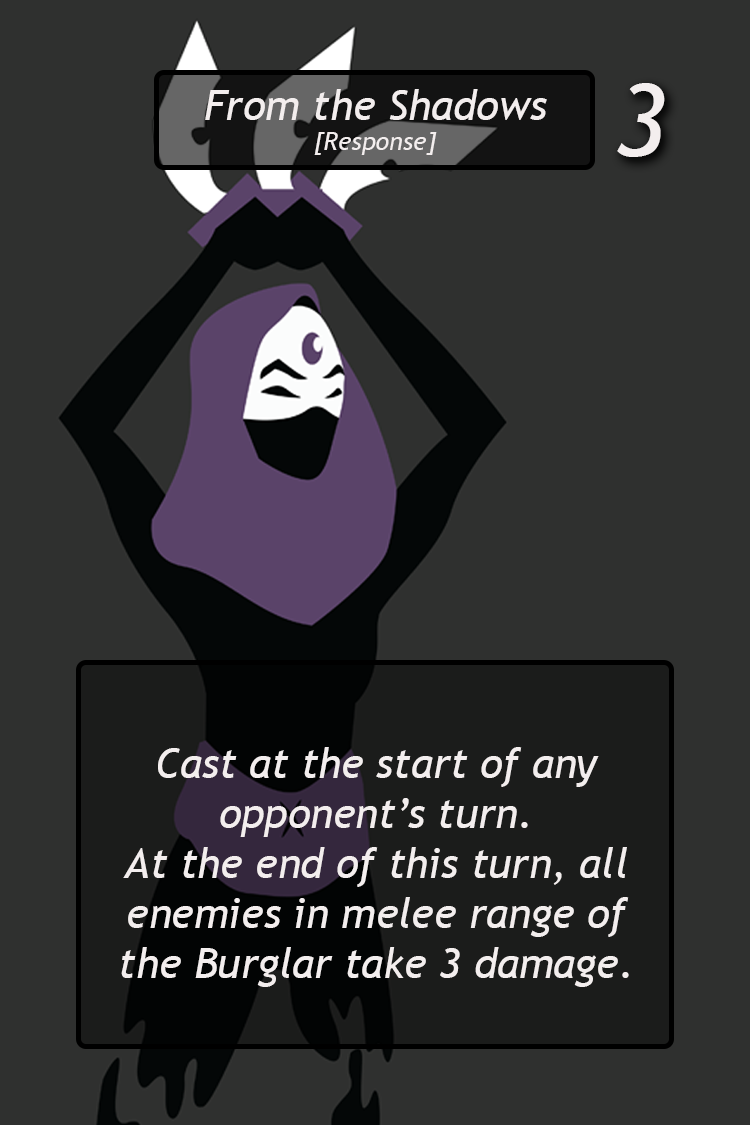 From the Shadows
3
[Response]
Cast at the start of any
opponent’s turn.
At the end of this turn, all
enemies in melee range of
the Burglar take 3 damage.